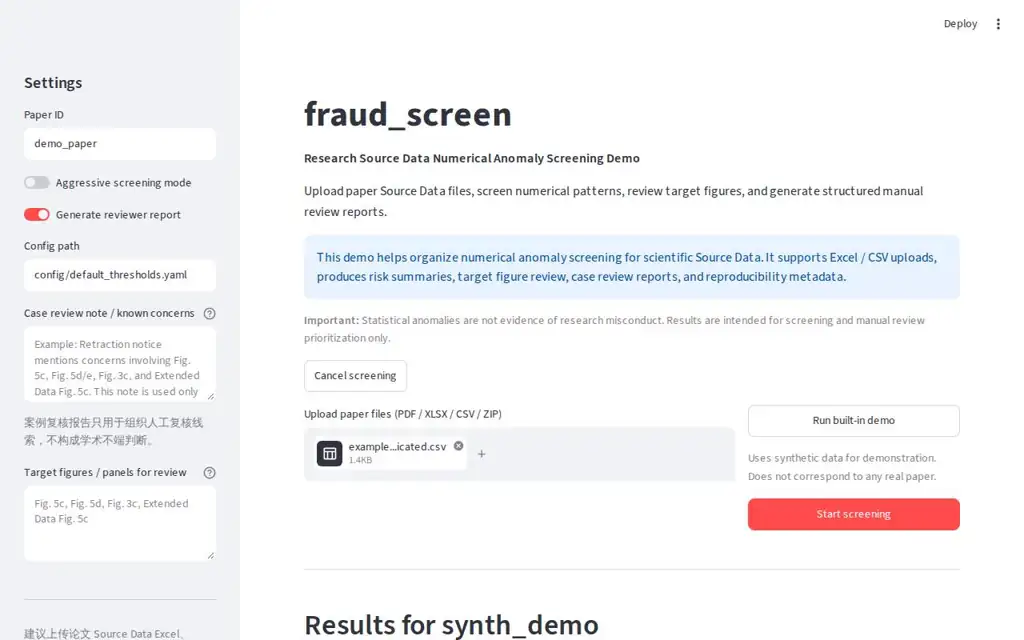 Deploy
Settings
Paper ID
demo_paper
Aggressive screening mode
Generate reviewer report
Config path
config/default_thresholds.yaml
Case review note / known concerns
Example: Retraction notice
mentions concerns involving Fig.
5c, Fig. 5d/e, Fig. 3c, and Extended
Data Fig. 5c. This note is used only
案例复核报告只用于组织人工复核线
索，不构成学术不端判断。
Target figures / panels for review
Fig. 5c, Fig. 5d, Fig. 3c, Extended
Data Fig. 5c
建议上传论文 Source Data Excel、
fraud_screen
Research Source Data Numerical Anomaly Screening Demo
Upload paper Source Data files, screen numerical patterns, review target figures, and generate structured manual
review reports.
This demo helps organize numerical anomaly screening for scientific Source Data. It supports Excel / CSV uploads,
produces risk summaries, target figure review, case review reports, and reproducibility metadata.
Important: Statistical anomalies are not evidence of research misconduct. Results are intended for screening and manual review
prioritization only.
Cancel screening
Upload paper files (PDF / XLSX / CSV / ZIP)
example...icated.csv
1.4KB
Run built-in demo
Uses synthetic data for demonstration.
Does not correspond to any real paper.
Start screening
Results for synth_demo